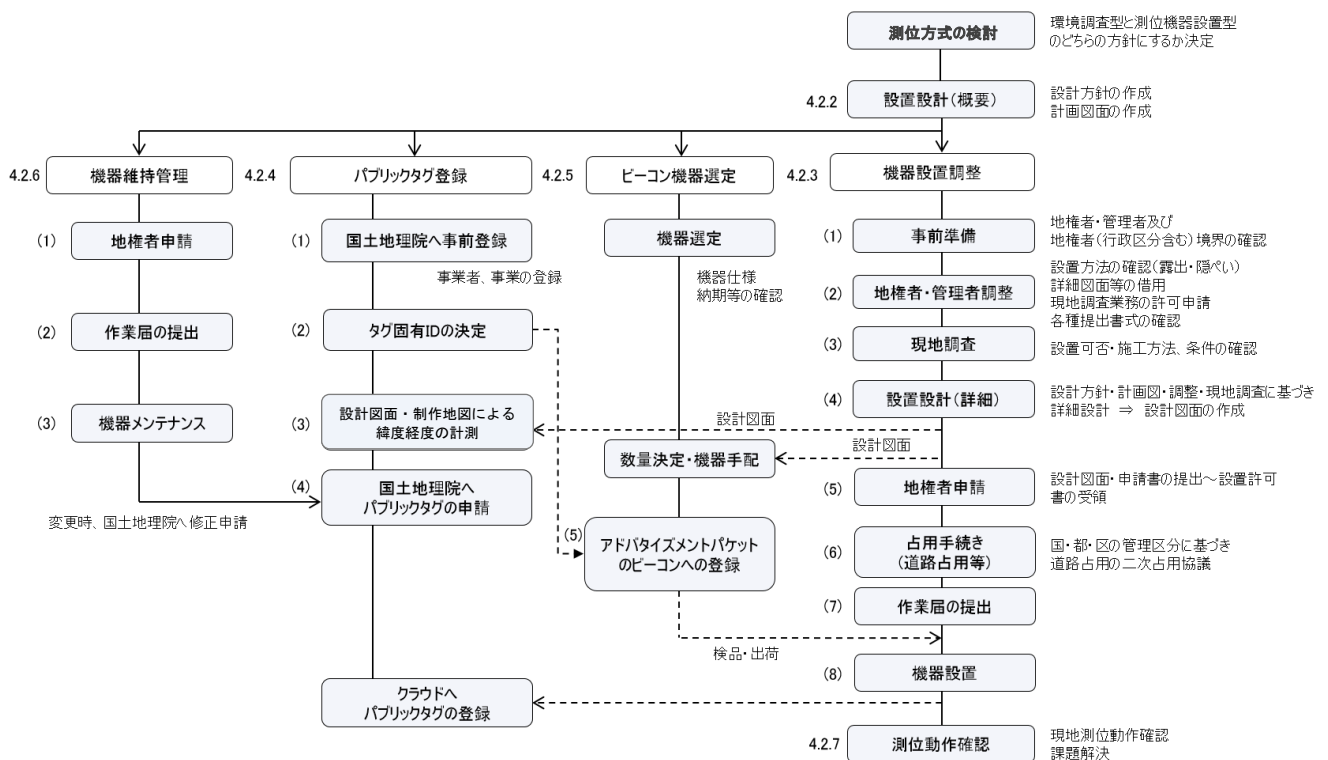 測位方式の検討
環境調査型と測位機器設置型
のどちらの方針にするか決定
4.2.2
設置設計(概要)
設計方針の作成
計画図面の作成
4.2.6
機器維持管理
(1)
地権者申請
(2)
作業届の提出
(3)
機器メンテナンス
変更時、国土地理院へ修正申請
4.2.4
パブリックタグ登録
(1)
国土地理院へ事前登録
事業者、事業の登録
(2)
タグ固有IDの決定
(3)
設計図面・制作地図による
緯度経度の計測
(4)
国土地理院へ
パブリックタグの申請
クラウドへ
パブリックタグの登録
4.2.5
ビーコン機器選定
機器選定
機器仕様
納期等の確認
設計図面
設計図面
数量決定・機器手配
(5)
アドバタイズメントパケット
のビーコンへの登録
検品・出荷
4.2.3
機器設置調整
(1)
事前準備
地権者・管理者及び
地権者(行政区分含む)境界の確認
(2)
地権者・管理者調整
設置方法の確認(露出・隠ぺい)
詳細図面等の借用
現地調査業務の許可申請
各種提出書式の確認
(3)
現地調査
設置可否・施工方法、条件の確認
(4)
設置設計(詳細)
設計方針・計画図・調整・現地調査に基づき
詳細設計 ⇒ 設計図面の作成
(5)
地権者申請
設計図面・申請書の提出～設置許可
書の受領
(6)
占用手続き
(道路占用等)
国・都・区の管理区分に基づき
道路占用の二次占用協議
(7)
作業届の提出
(8)
機器設置
4.2.7
測位動作確認
現地測位動作確認
課題解決